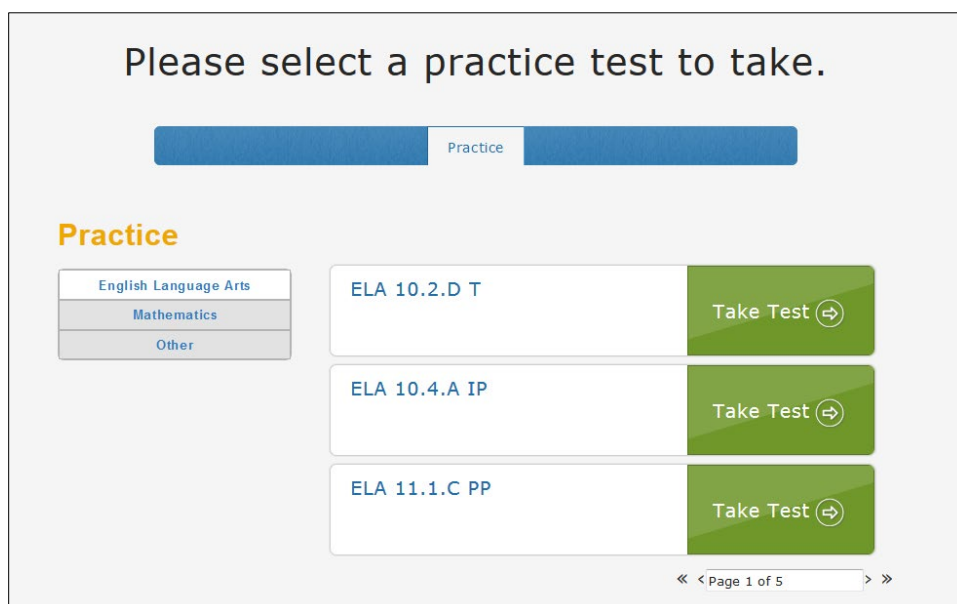 Please select a practice test to take.
Practice
Practice
English Language Arts
Mathematics
Other
ELA 10.2.D T
Take Test
ELA 10.4.A IP
Take Test
ELA 11.1.C PP
Take Test
« < Page 1 of 5 > »